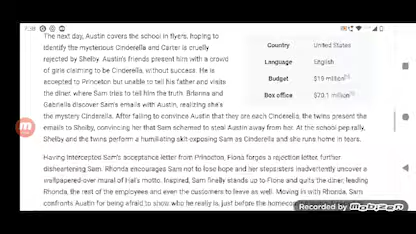 The next day, Austin covers the school in flyers, hoping to
identify the mysterious Cinderella and Carter is cruelly
rejected by Shelby. Austin's friends present him with a
crowd of girls claiming to be Cinderella, without success. He is
accepted to Princeton but unable to tell his father and visits
the diner, where Sam tries to tell him the truth. Brianna and
Gabriella discover Sam's emails with Austin, realizing she's
the mystery Cinderella. After failing to convince Austin that they are each Cinderella, the twins present the
emails to Shelby, convincing her that Sam schemed to steal Austin away from her. At the school pep rally,
Shelby and the twins perform a humiliating skit exposing Sam as Cinderella and she runs home in tears.
Having intercepted Sam's acceptance letter from Princeton, Fiona forges a rejection letter, further
disheartening Sam. Rhonda encourages Sam not to lose hope and her stepsisters inadvertently uncover a
wallpapered-over mural of Hal's motto. Inspired, Sam finally stands up to Fiona and quits the diner, leading
Rhonda, the rest of the employees and even the customers to leave as well. Moving in with Rhonda, Sam
confronts Austin for being afraid to show who he really is, just before the homeco
Country United States
Language English
Budget $19 million
Box office $70.1 million
Recorded by Mobizen